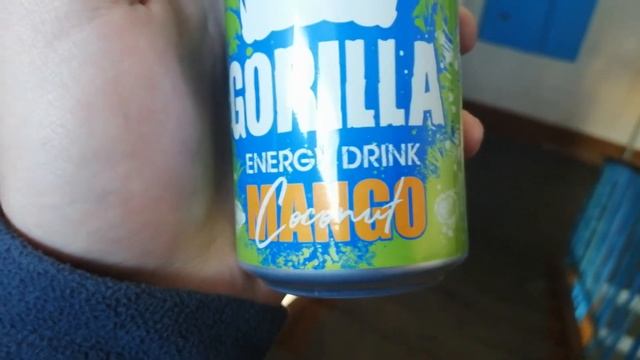 GORILLA
ENERGY DRINK
MANGO
Coconut